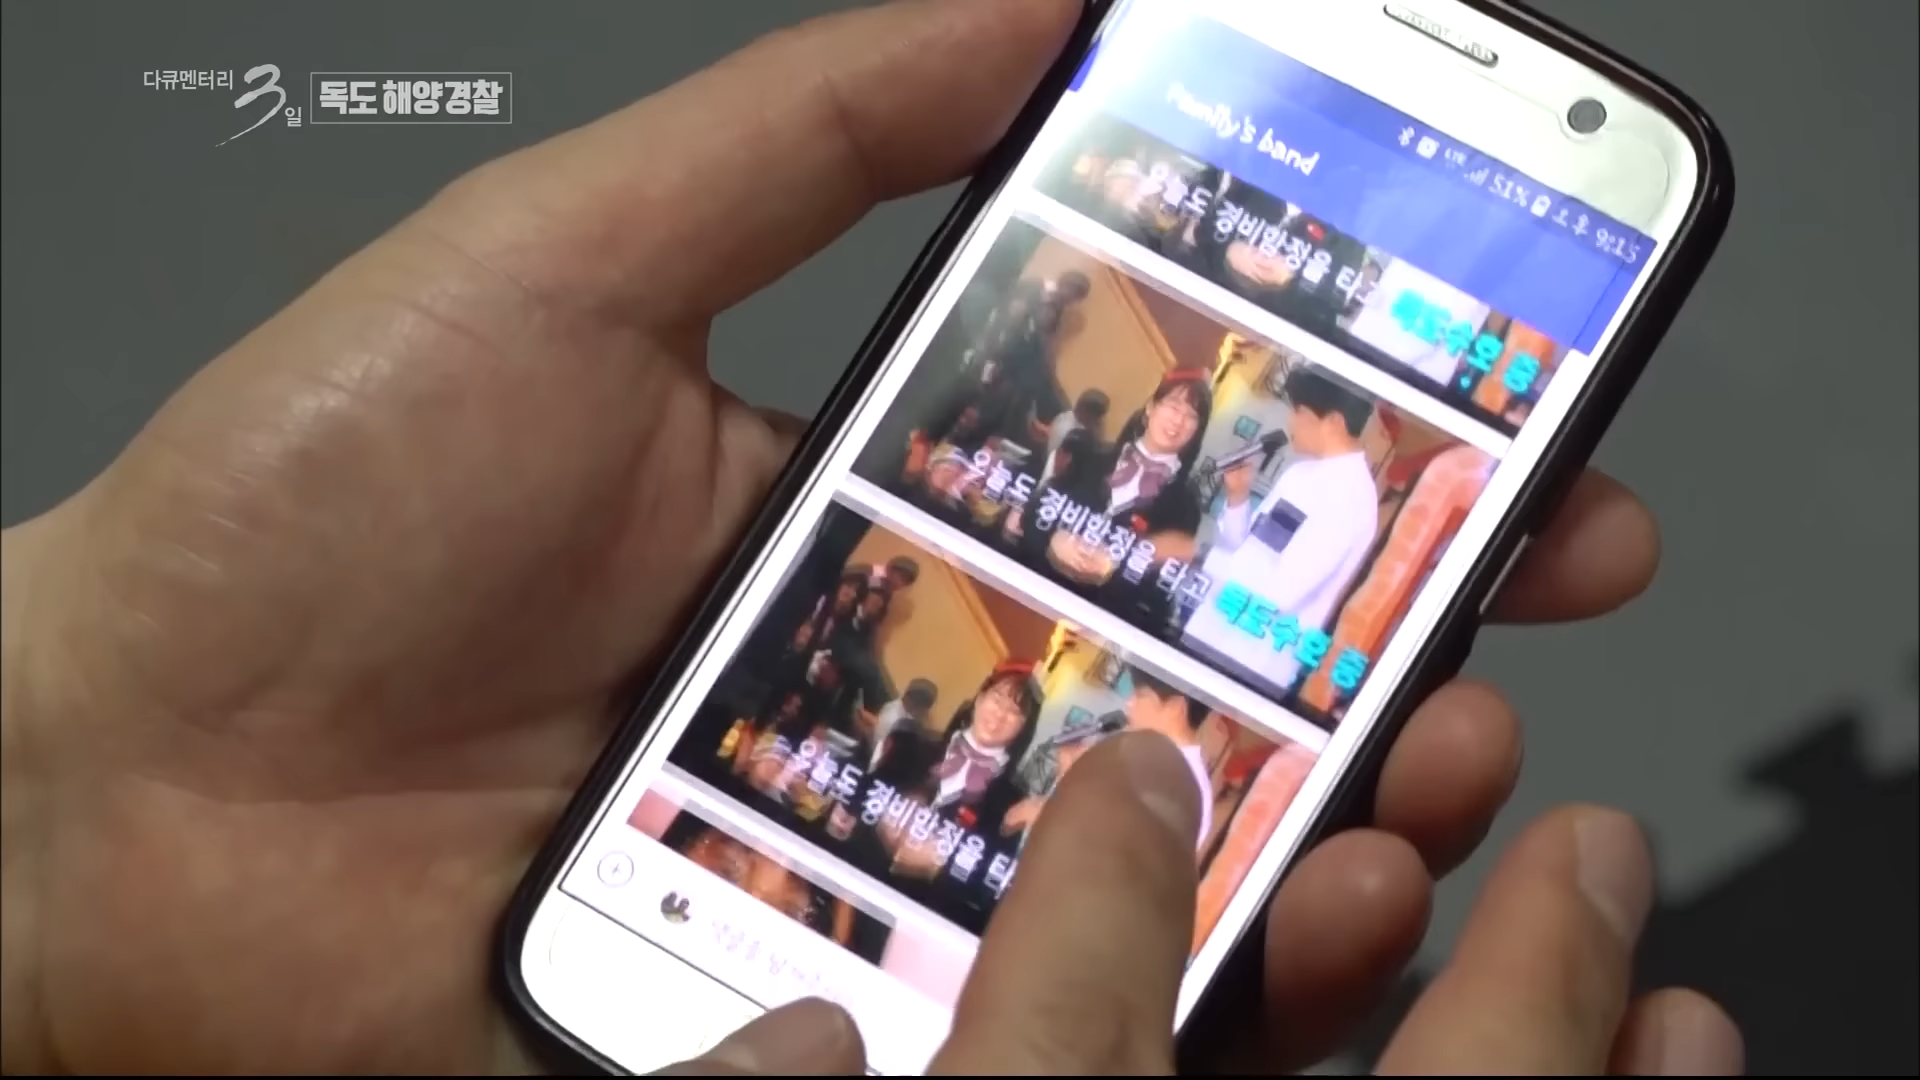 다큐멘터리 3일
독도 해양경찰
LTE 51% 9:15
Family's band
오늘도 경비함정을 타고 독도수호 중
오늘도 경비함정을 타고 독도수호 중
오늘도 경비함정을 타